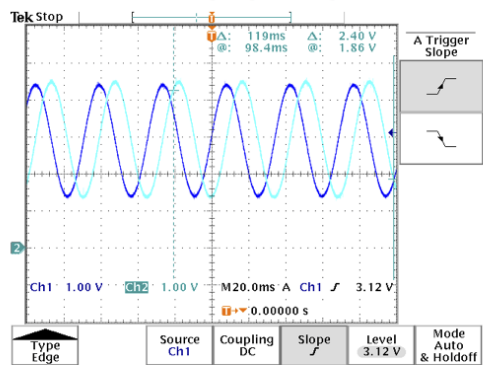 Tek Stop
T
T Δ: 119ms Δ: 2.40 V
@: 98.4ms @: 1.86 V
A Trigger
Slope
2
Ch1 1.00 V Ch2 1.00 V M20.0ms A Ch1 3.12 V
T 0.00000 s
Type
Edge
Source
Ch1
Coupling
DC
Slope
Level
3.12 V
Mode
Auto
& Holdoff